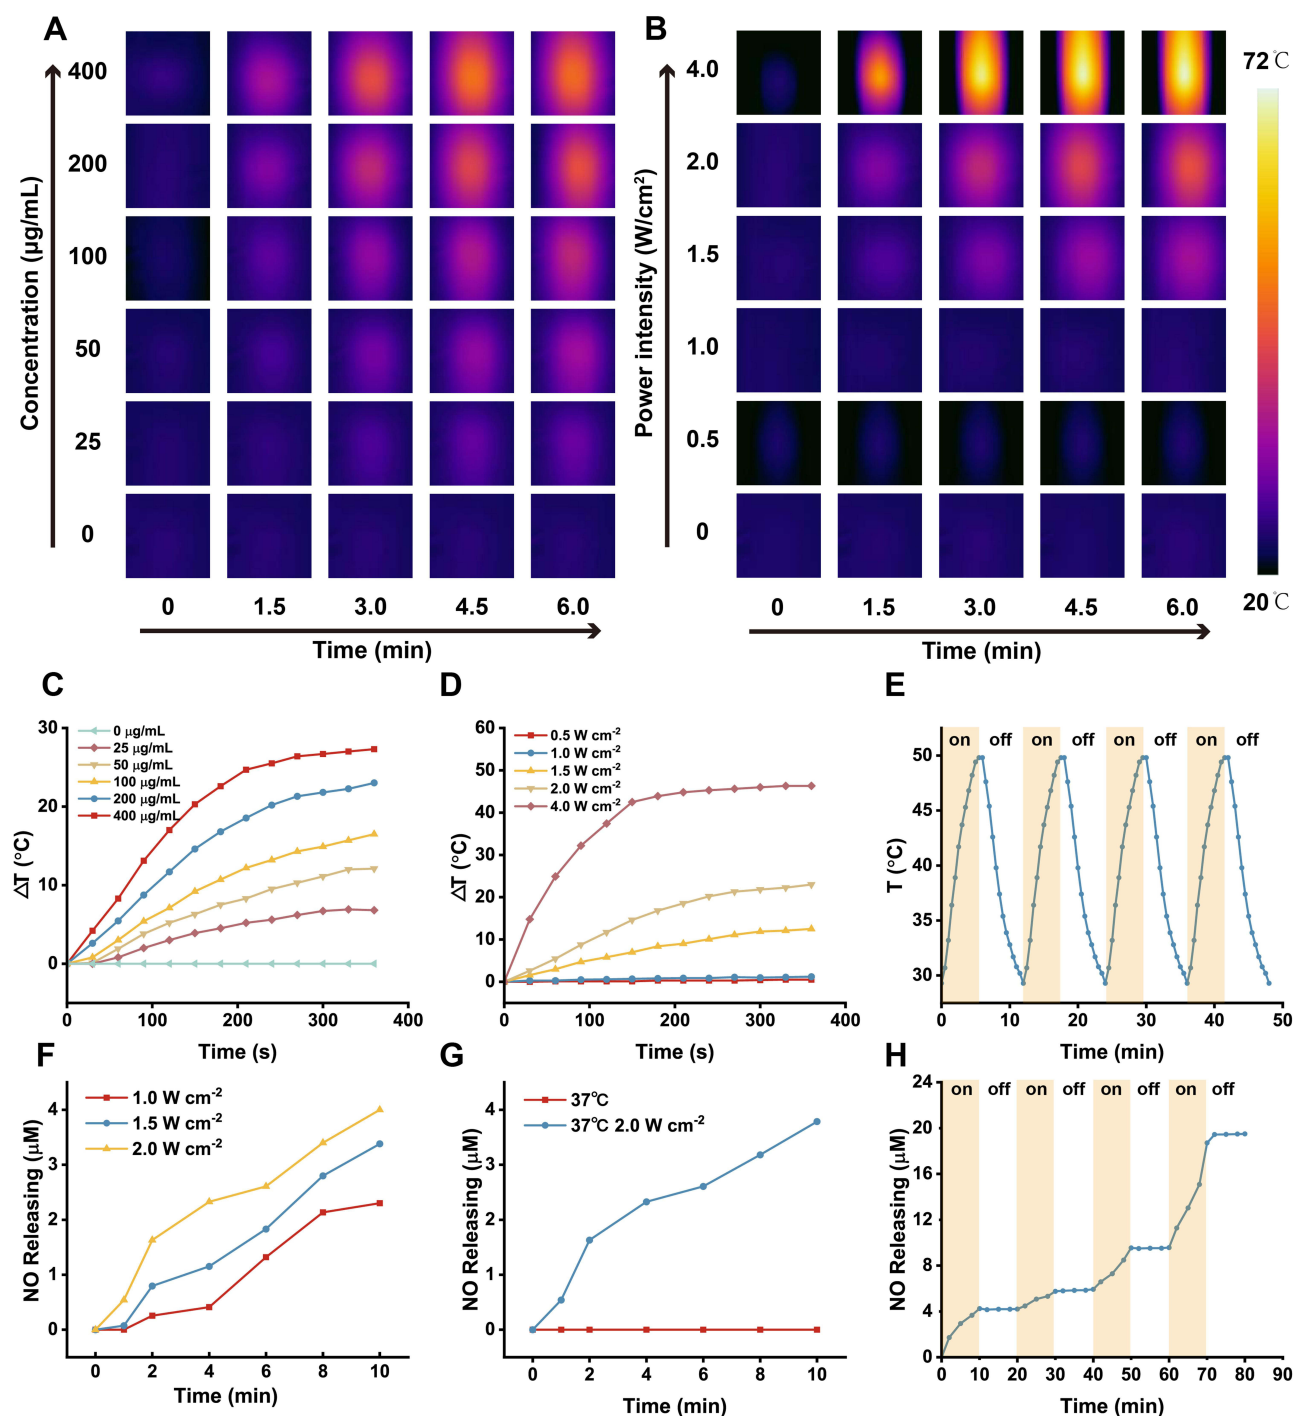 A
Concentration (µg/mL)
400
200
100
50
25
0
0 1.5 3.0 4.5 6.0
Time (min)
B
Power intensity (W/cm²)
4.0
2.0
1.5
1.0
0.5
0
0 1.5 3.0 4.5 6.0
Time (min)
72℃
20℃
C
ΔT (°C)
30
20
10
0
0 µg/mL
25 µg/mL
50 µg/mL
100 µg/mL
200 µg/mL
400 µg/mL
0 100 200 300 400
Time (s)
D
ΔT (°C)
60
50
40
30
20
10
0
0.5 W cm⁻²
1.0 W cm⁻²
1.5 W cm⁻²
2.0 W cm⁻²
4.0 W cm⁻²
0 100 200 300 400
Time (s)
E
T (°C)
on off on off on off on off
50
45
40
35
30
0 10 20 30 40 50
Time (min)
F
NO Releasing (µM)
4
3
2
1
0
1.0 W cm⁻²
1.5 W cm⁻²
2.0 W cm⁻²
0 2 4 6 8 10
Time (min)
G
NO Releasing (µM)
4
3
2
1
0
37℃
37℃ 2.0 W cm⁻²
0 2 4 6 8 10
Time (min)
H
NO Releasing (µM)
on off on off on off on off
24
20
16
12
8
4
0
0 10 20 30 40 50 60 70 80 90
Time (min)